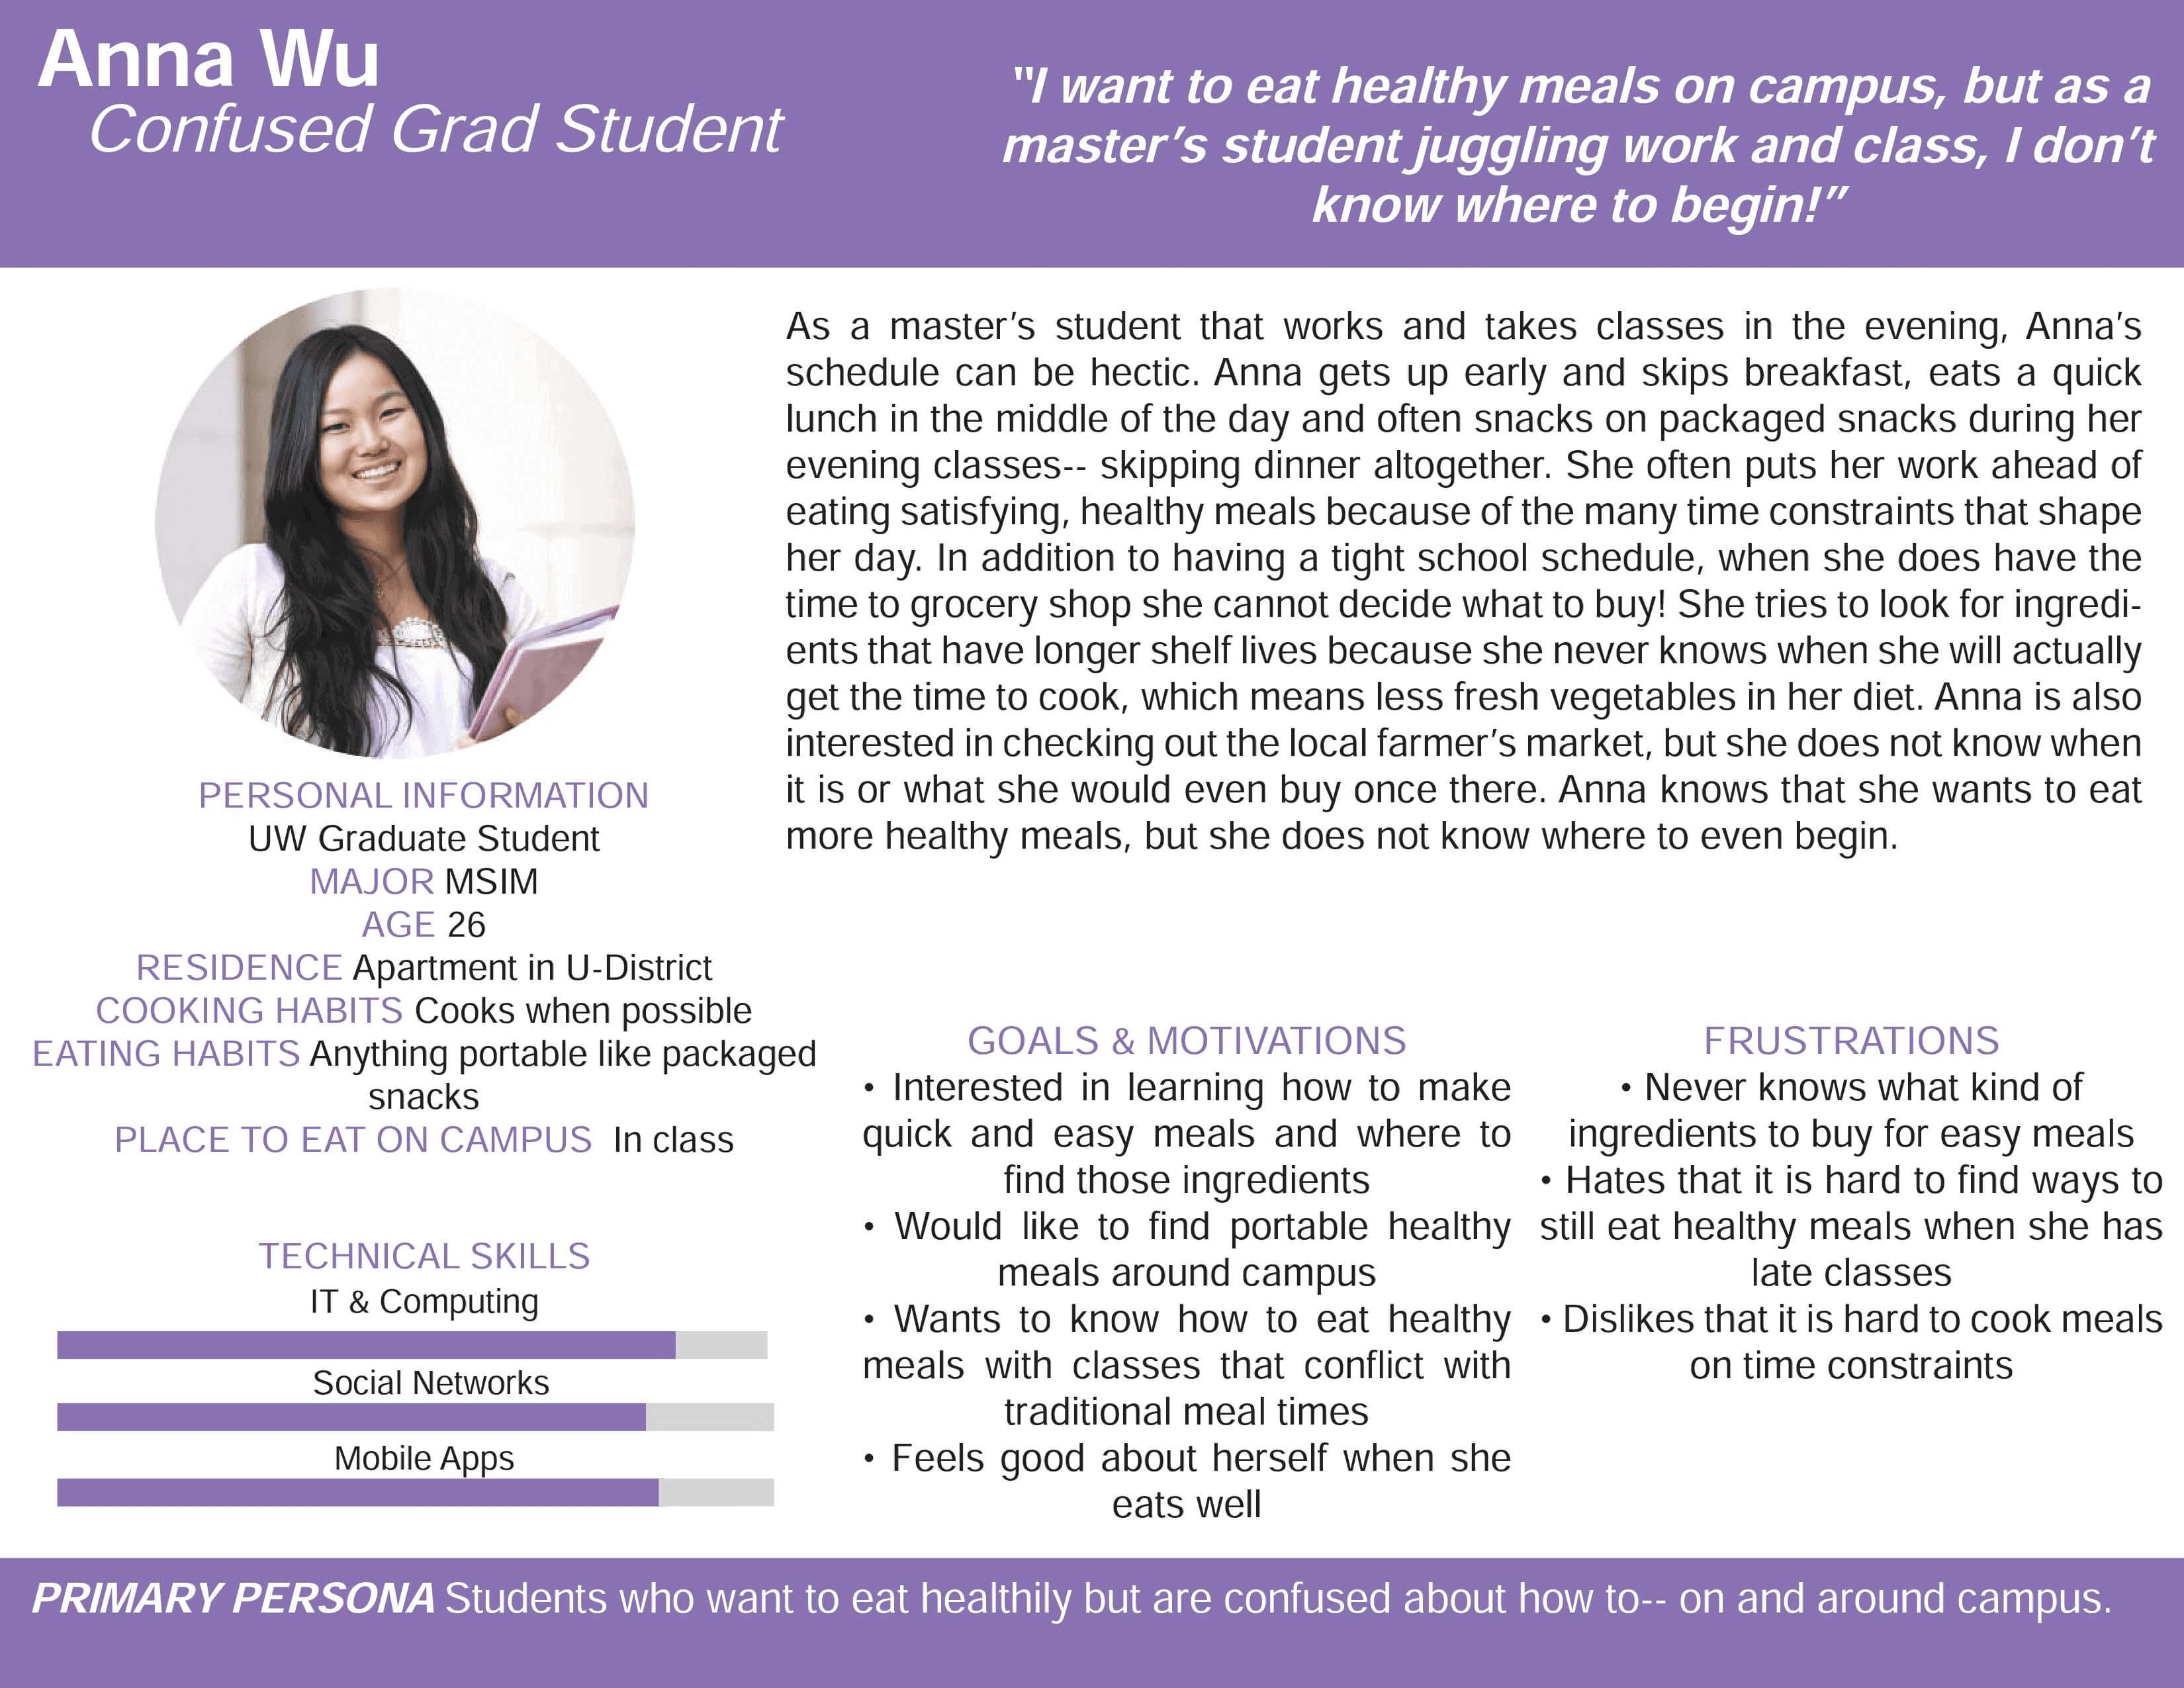 Anna Wu
Confused Grad Student
"I want to eat healthy meals on campus, but as a
master’s student juggling work and class, I don’t
know where to begin!”
As a master’s student that works and takes classes in the evening, Anna’s
schedule can be hectic. Anna gets up early and skips breakfast, eats a quick
lunch in the middle of the day and often snacks on packaged snacks during her
evening classes-- skipping dinner altogether. She often puts her work ahead of
eating satisfying, healthy meals because of the many time constraints that shape
her day. In addition to having a tight school schedule, when she does have the
time to grocery shop she cannot decide what to buy! She tries to look for ingredi-
ents that have longer shelf lives because she never knows when she will actually
get the time to cook, which means less fresh vegetables in her diet. Anna is also
interested in checking out the local farmer’s market, but she does not know when
it is or what she would even buy once there. Anna knows that she wants to eat
more healthy meals, but she does not know where to even begin.
PERSONAL INFORMATION
UW Graduate Student
MAJOR MSIM
AGE 26
RESIDENCE Apartment in U-District
COOKING HABITS Cooks when possible
EATING HABITS Anything portable like packaged
snacks
PLACE TO EAT ON CAMPUS In class
TECHNICAL SKILLS
IT & Computing
Social Networks
Mobile Apps
GOALS & MOTIVATIONS
• Interested in learning how to make
quick and easy meals and where to
find those ingredients
• Would like to find portable healthy
meals around campus
• Wants to know how to eat healthy
meals with classes that conflict with
traditional meal times
• Feels good about herself when she
eats well
FRUSTRATIONS
• Never knows what kind of
ingredients to buy for easy meals
• Hates that it is hard to find ways to
still eat healthy meals when she has
late classes
• Dislikes that it is hard to cook meals
on time constraints
PRIMARY PERSONA Students who want to eat healthily but are confused about how to-- on and around campus.